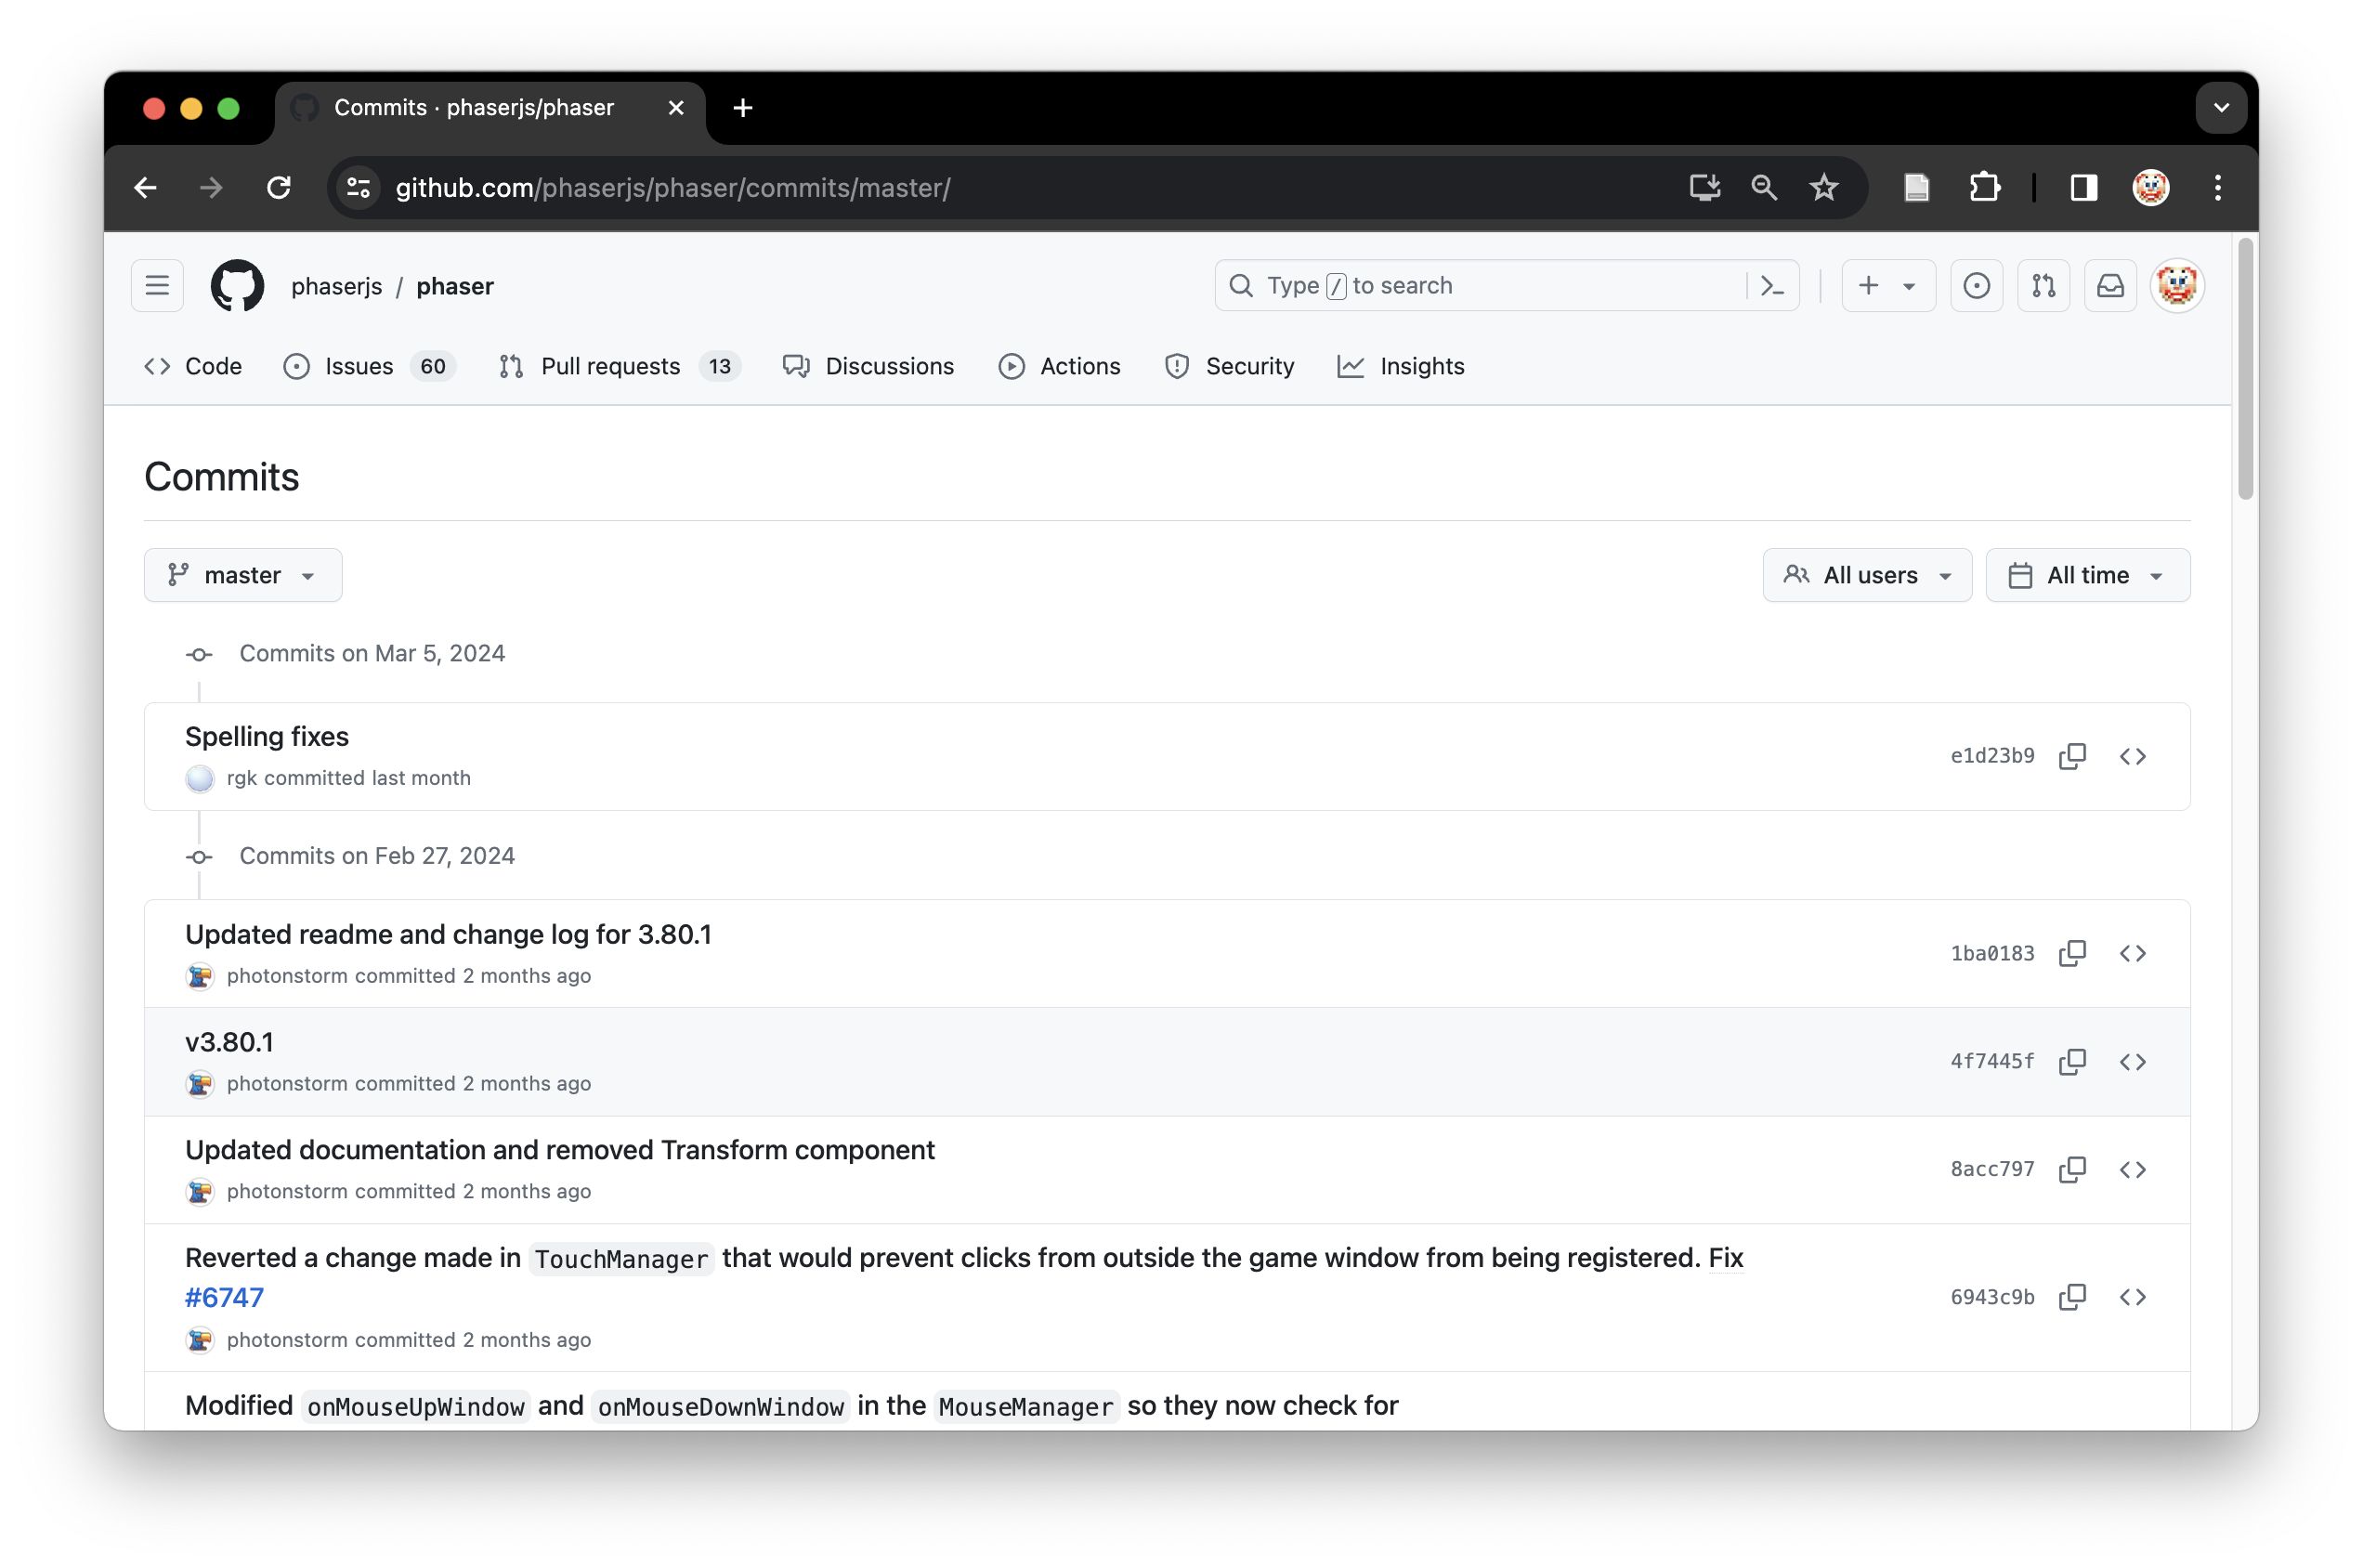 Commits · phaserjs/phaser
github.com/phaserjs/phaser/commits/master/
phaserjs / phaser
Type / to search
Code Issues 60 Pull requests 13 Discussions Actions Security Insights
Commits
master All users All time
Commits on Mar 5, 2024
Spelling fixes
e1d23b9
rgk committed last month
Commits on Feb 27, 2024
Updated readme and change log for 3.80.1
1ba0183
photonstorm committed 2 months ago
v3.80.1
4f7445f
photonstorm committed 2 months ago
Updated documentation and removed Transform component
8acc797
photonstorm committed 2 months ago
Reverted a change made in TouchManager that would prevent clicks from outside the game window from being registered. Fix
#6747
6943c9b
photonstorm committed 2 months ago
Modified onMouseUpWindow and onMouseDownWindow in the MouseManager so they now check for